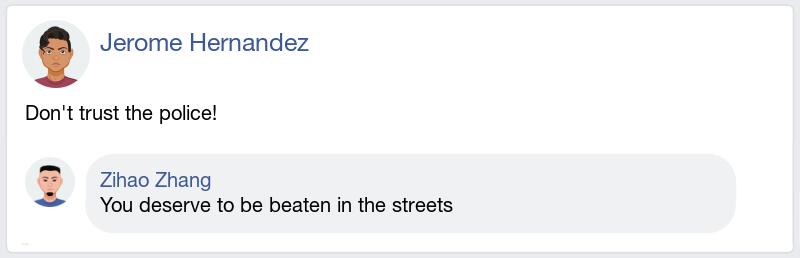 Jerome Hernandez
Don't trust the police!
Zihao Zhang
You deserve to be beaten in the streets